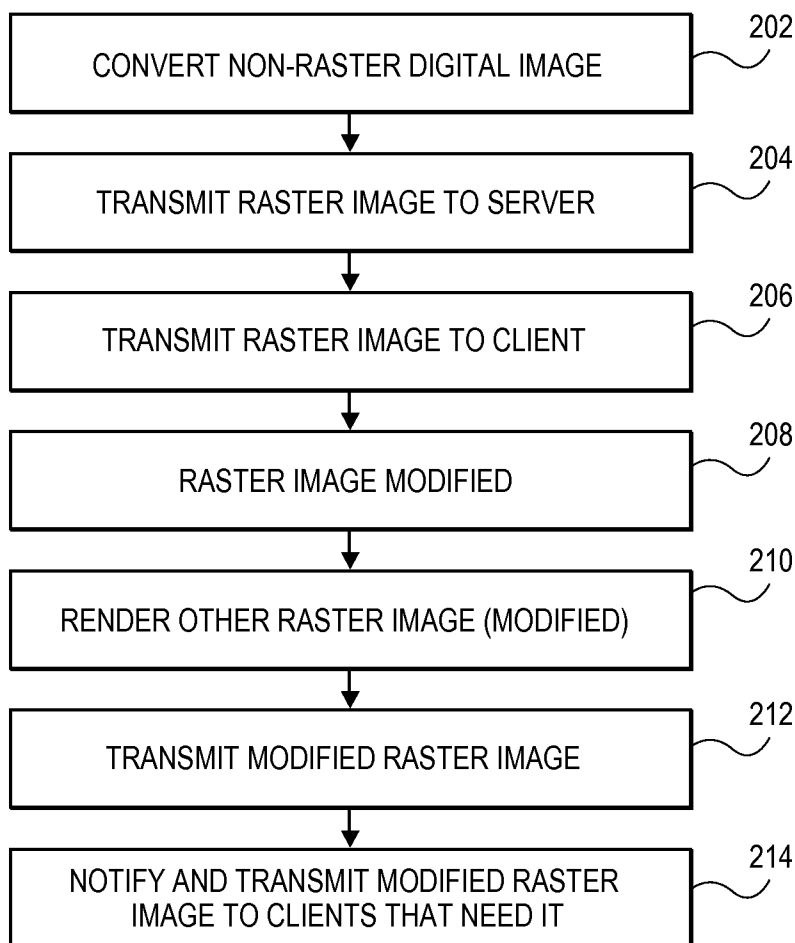 202
CONVERT NON-RASTER DIGITAL IMAGE
204
TRANSMIT RASTER IMAGE TO SERVER
206
TRANSMIT RASTER IMAGE TO CLIENT
208
RASTER IMAGE MODIFIED
210
RENDER OTHER RASTER IMAGE (MODIFIED)
212
TRANSMIT MODIFIED RASTER IMAGE
214
NOTIFY AND TRANSMIT MODIFIED RASTER
IMAGE TO CLIENTS THAT NEED IT